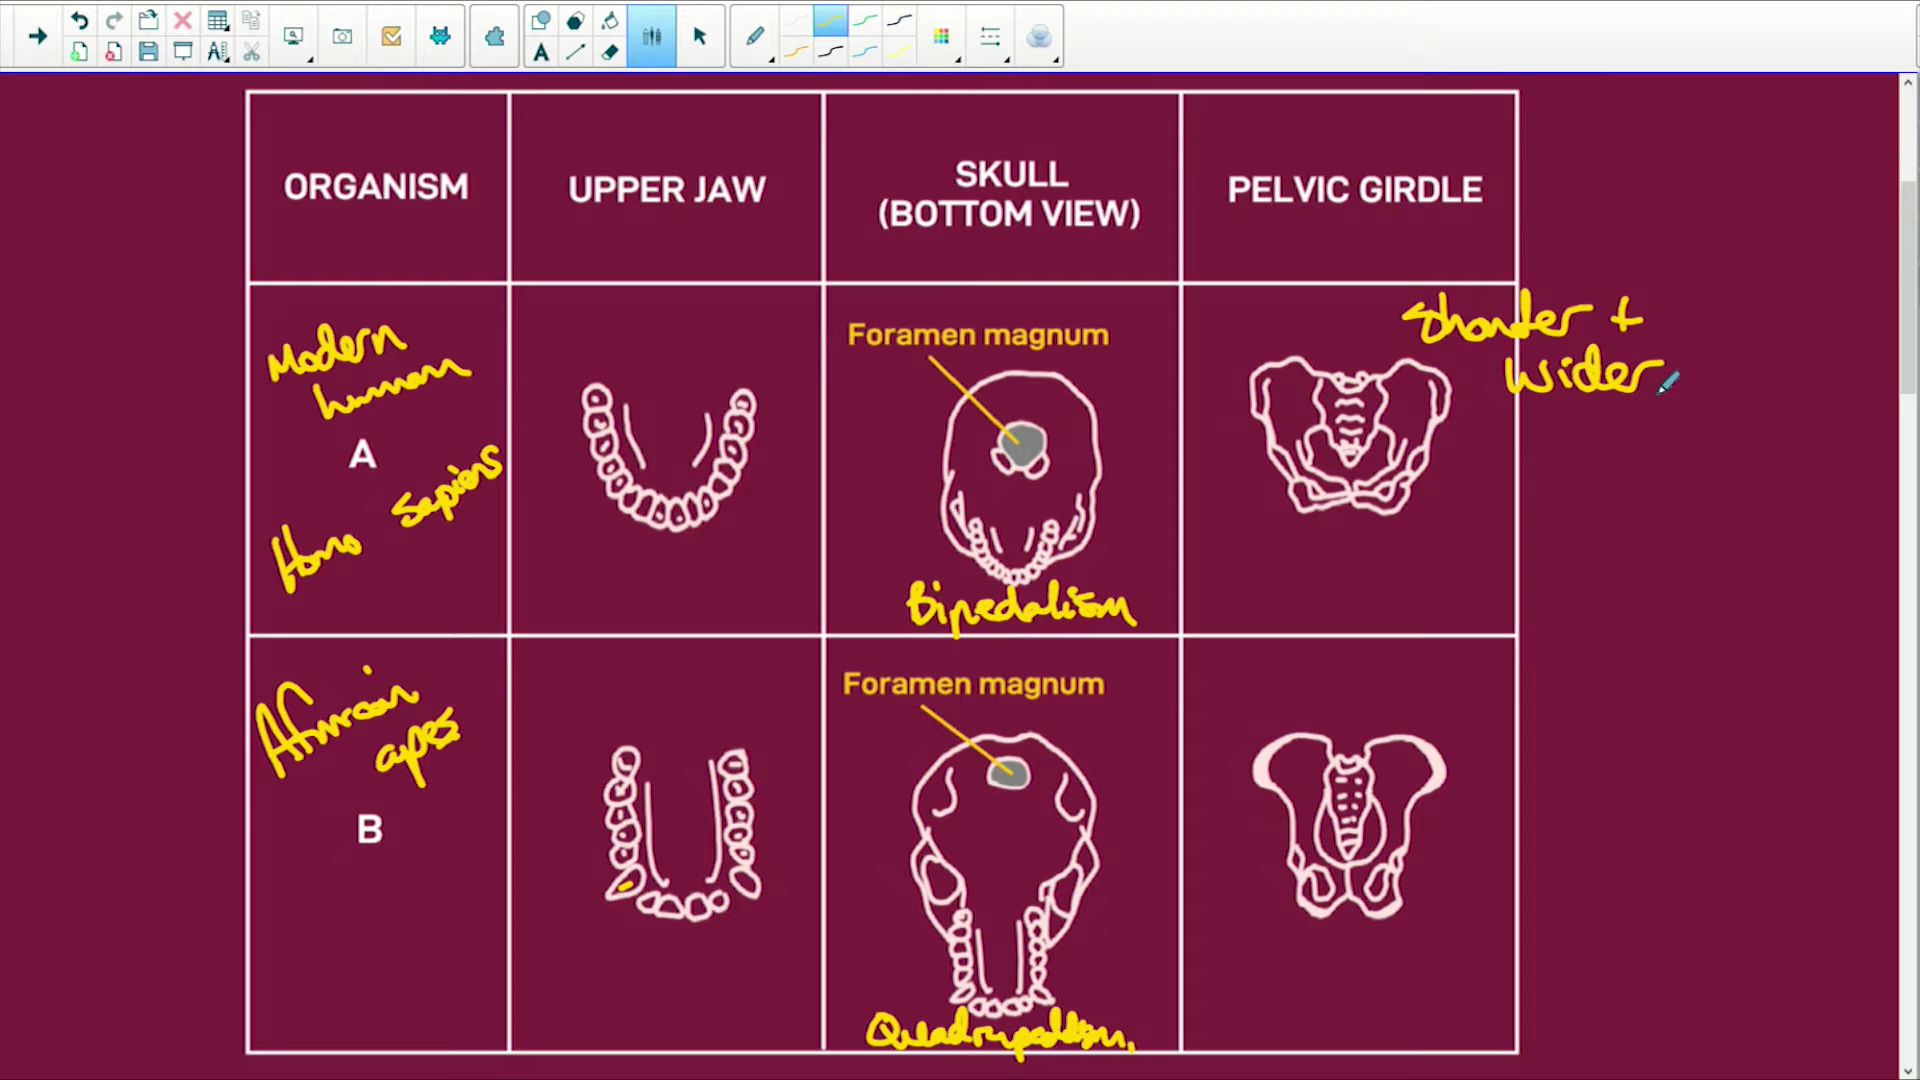 ORGANISM
UPPER JAW
SKULL
(BOTTOM VIEW)
PELVIC GIRDLE
Modern
human
A
Homo sapiens
Foramen magnum
Bipedalism
Shorter +
Wider
African
apes
B
Foramen magnum
Quadrupedalism.